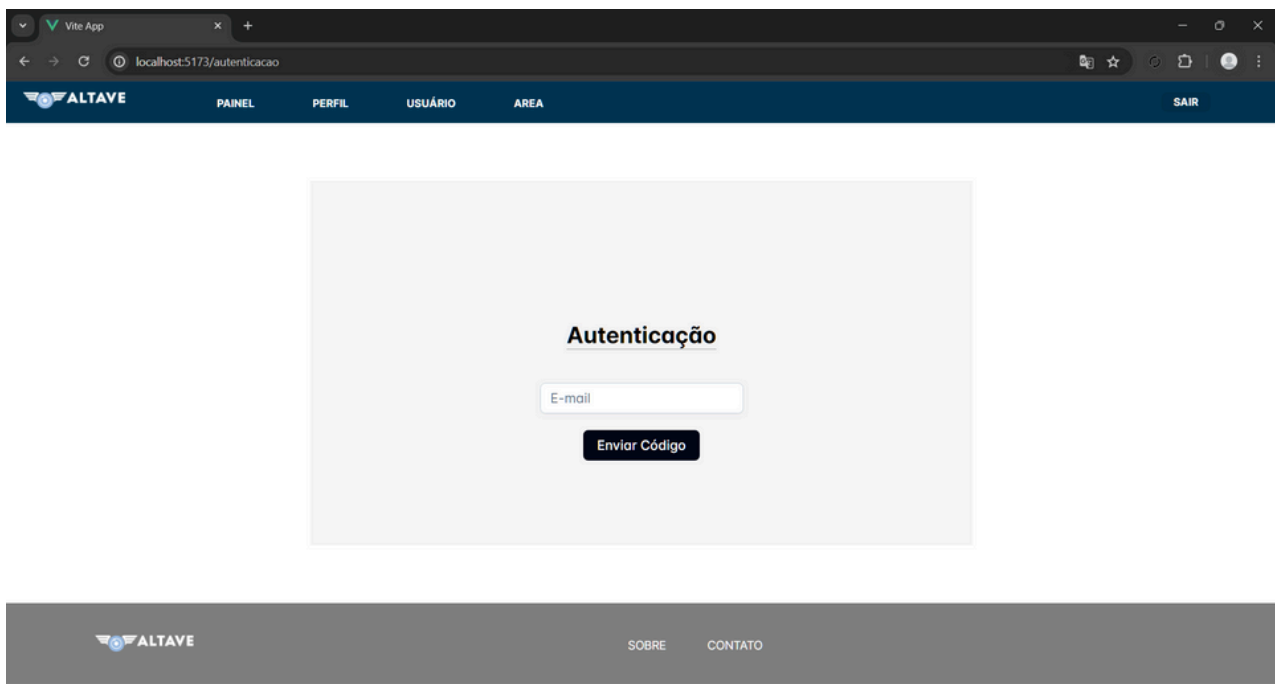 Vite App
localhost:5173/autenticacao
ALTAVE PAINEL PERFIL USUÁRIO AREA SAIR
Autenticação
E-mail
Enviar Código
ALTAVE SOBRE CONTATO